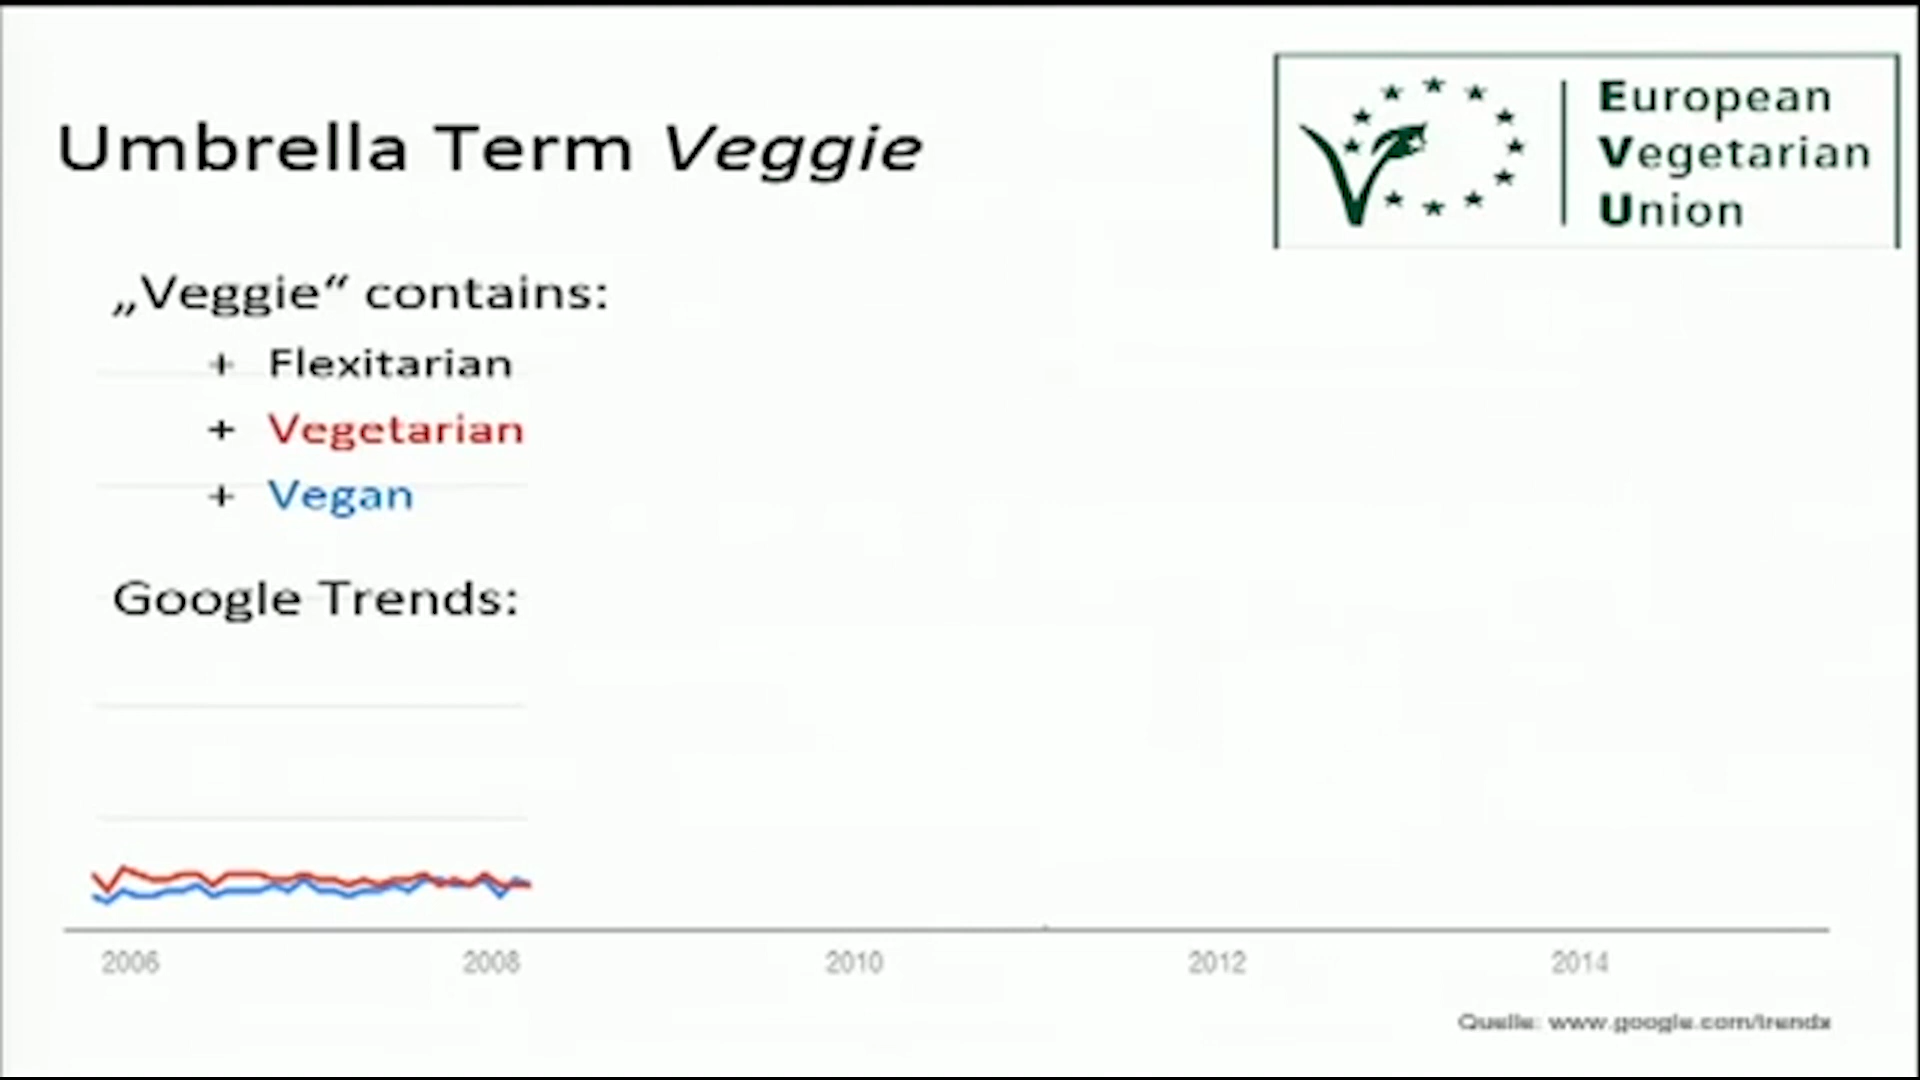 Umbrella Term Veggie
European
Vegetarian
Union
„Veggie“ contains:
+ Flexitarian
+ Vegetarian
+ Vegan
Google Trends:
2006 2008 2010 2012 2014
Quelle: www.google.com/trends